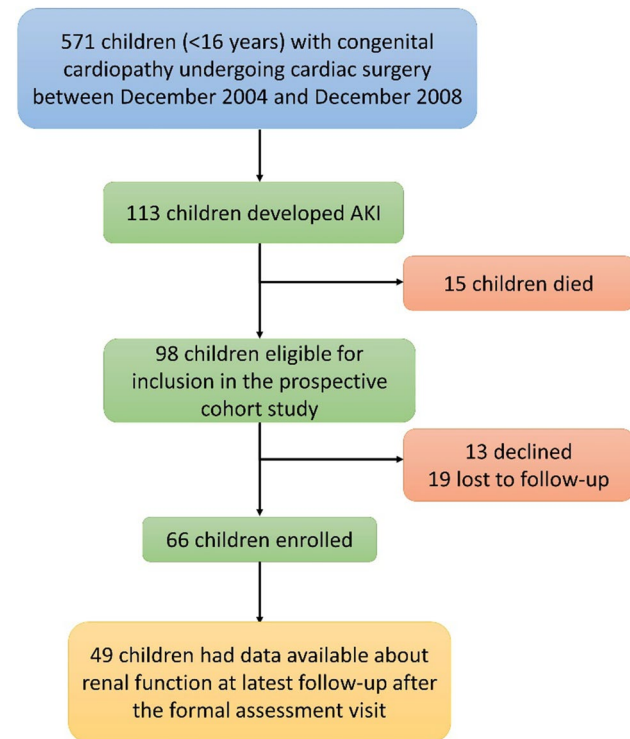 571 children (<16 years) with congenital
cardiopathy undergoing cardiac surgery
between December 2004 and December 2008
113 children developed AKI
15 children died
98 children eligible for
inclusion in the prospective
cohort study
13 declined
19 lost to follow-up
66 children enrolled
49 children had data available about
renal function at latest follow-up after
the formal assessment visit